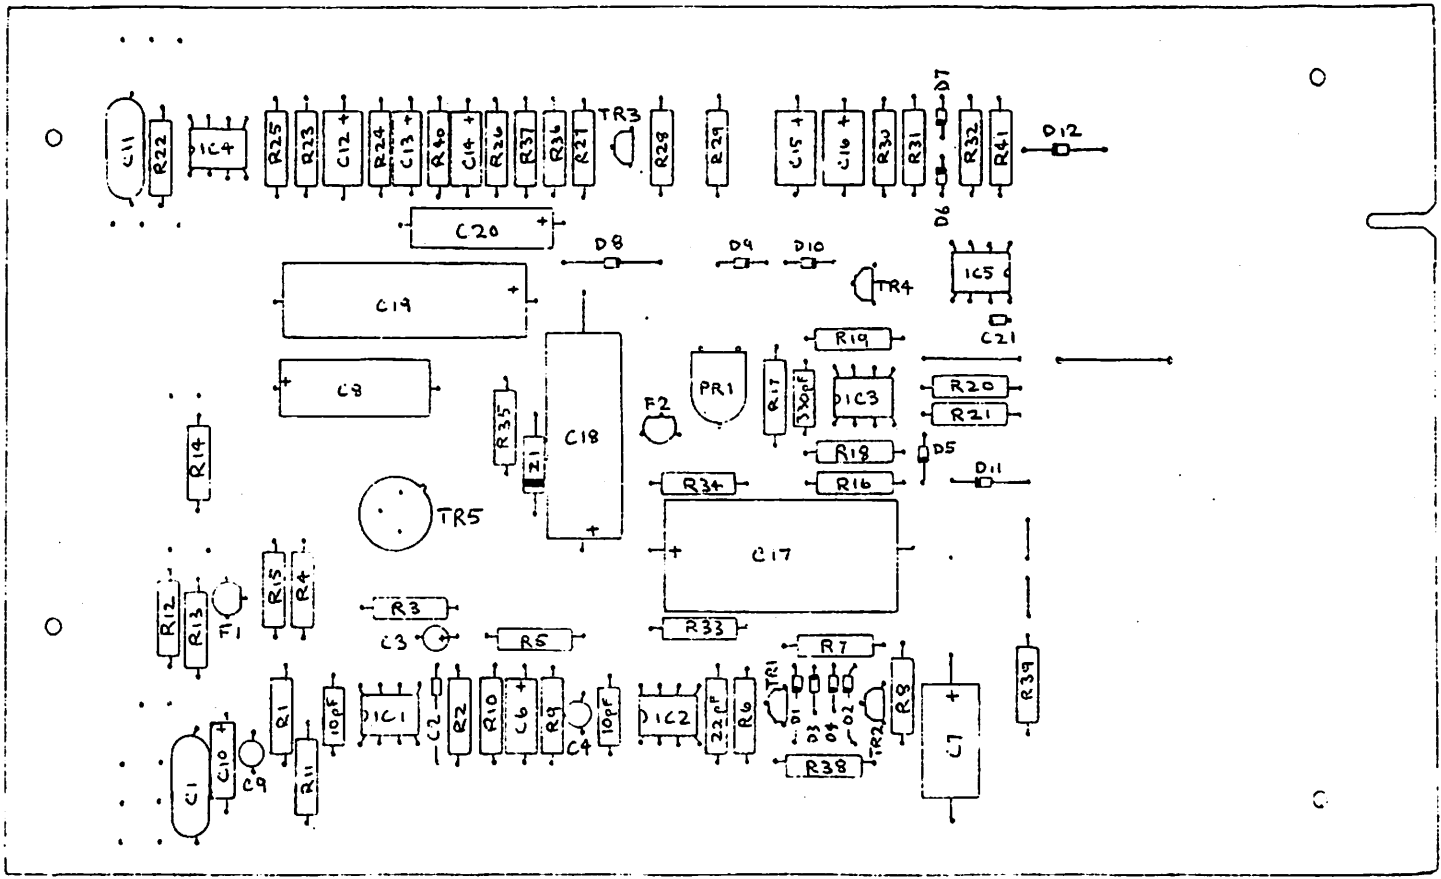 D7
C11
R22
IC4
R25
R23
C12 +
R24
C13 +
R40
C14 +
R26
R37
R36
R27
TR3
R28
R29
C15 +
C16 +
R30
R31
R32
R41
D12
D6
C20 +
D8
D9
D10
TR4
IC5
C19 +
C21
R19
+ C8
PR1
R17
330pF
IC3
R20
R21
R35
F2
C18 +
R14
Z1
R18
D5
R34
R16
D11
TR5
+ C17
R12
R13
R15
R4
R3
C3
R5
R33
R7
R39
R1
10pF
IC1
C2
R2
R10
C6 +
R9
C4
10pF
IC2
22pF
R6
TR1
D1
D3
D4
D2
TR2
R8
C7 +
C1
C10 +
C9
R11
R38